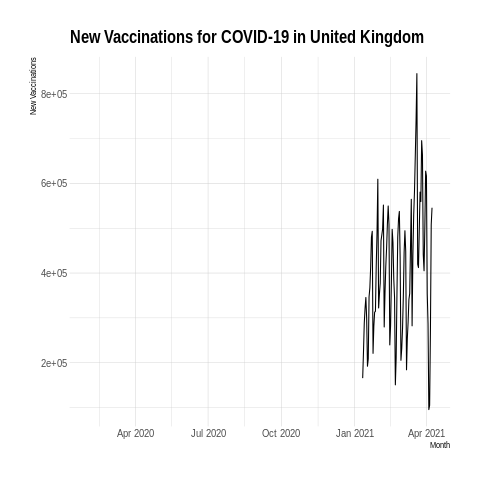 New Vaccinations for COVID-19 in United Kingdom
New Vaccinations
8e+05
6e+05
4e+05
2e+05
Apr 2020 Jul 2020 Oct 2020 Jan 2021 Apr 2021
Month